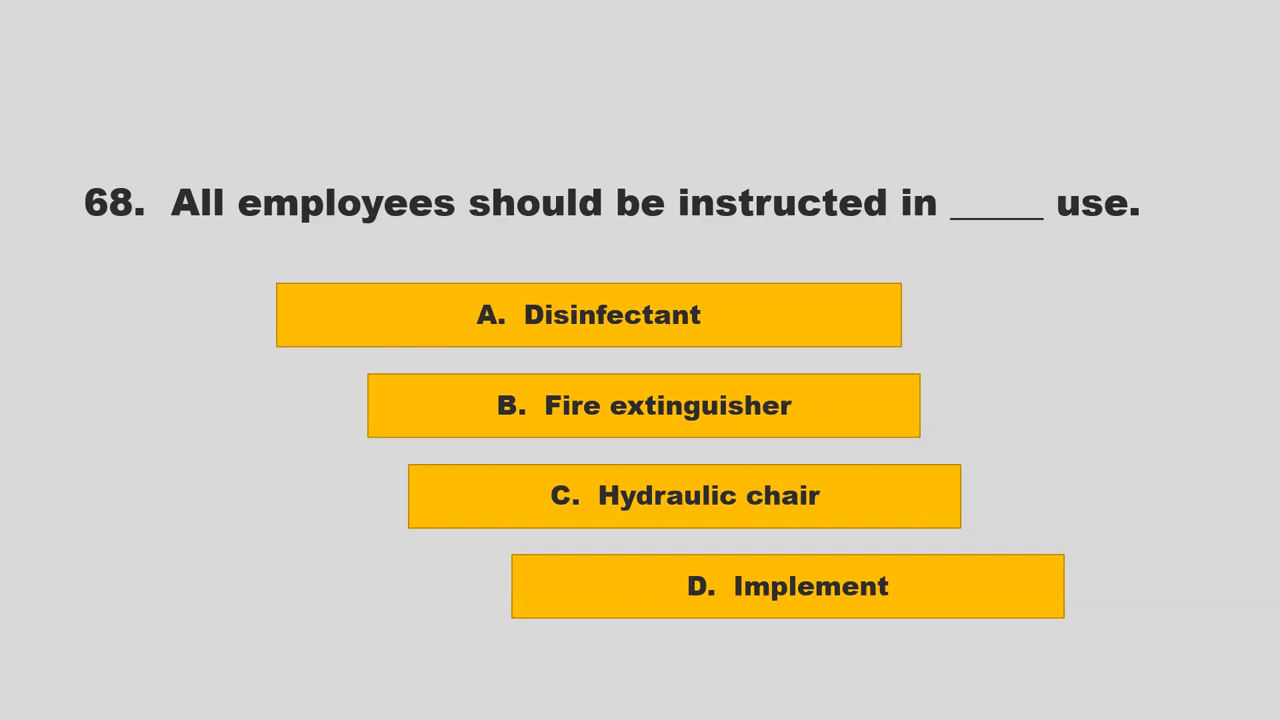 68.  All employees should be instructed in _____ use.
A.  Disinfectant
B.  Fire extinguisher
C.  Hydraulic chair
D.  Implement